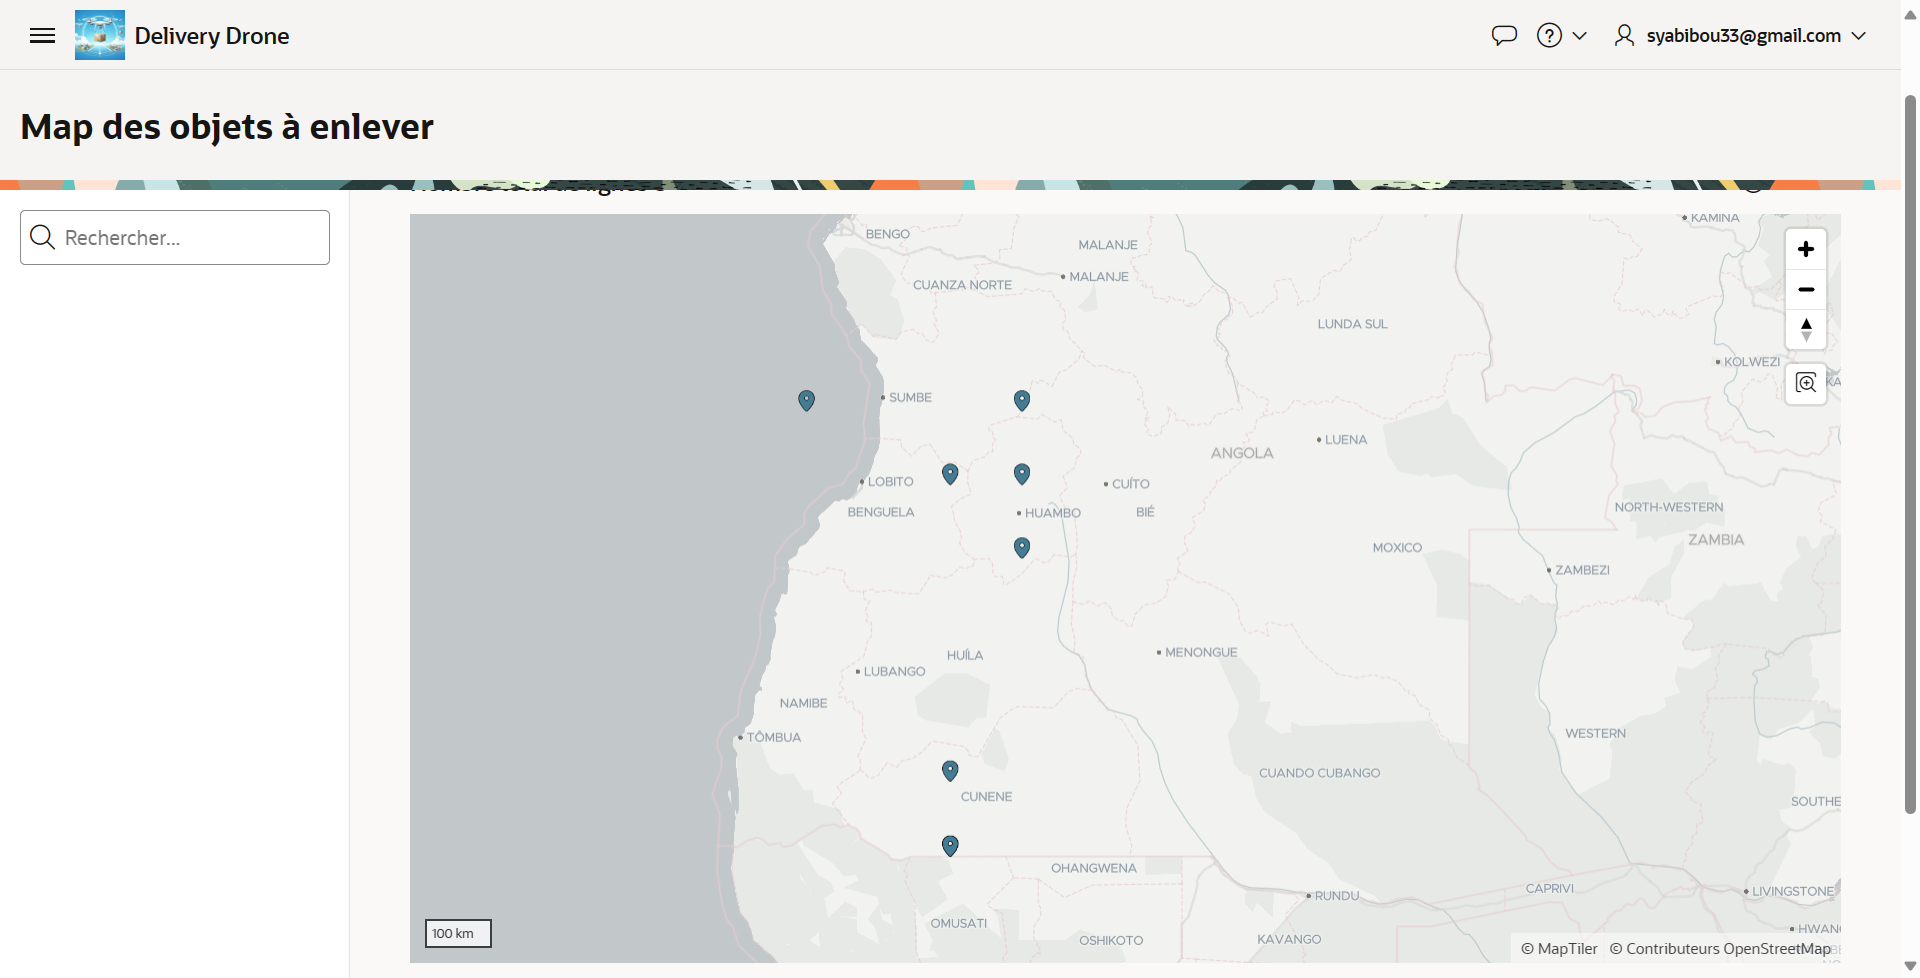 Delivery Drone
syabibou33@gmail.com
Map des objets à enlever
Rechercher...
KAMINA
BENGO
MALANJE
MALANJE
CUANZA NORTE
LUNDA SUL
KOLWEZI
KA
SUMBE
LUENA
ANGOLA
LOBITO
CUÍTO
NORTH-WESTERN
BENGUELA
HUAMBO
BIÉ
ZAMBIA
MOXICO
ZAMBEZI
MENONGUE
HUÍLA
LUBANGO
NAMIBE
WESTERN
TÔMBUA
CUANDO CUBANGO
CUNENE
SOUTHE
OHANGWENA
CAPRIVI
LIVINGSTONE
RUNDU
OMUSATI
HWAN
100 km
OSHIKOTO
KAVANGO
© MapTiler © Contributeurs OpenStreetMap